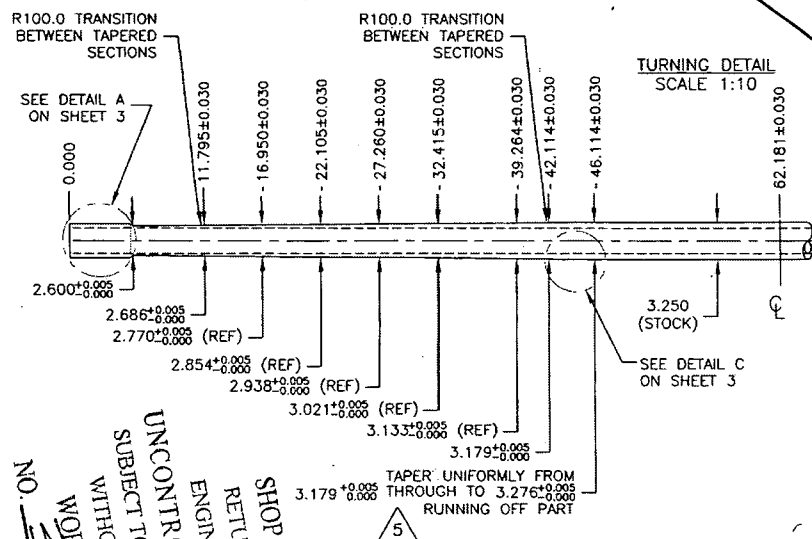 R100.0 TRANSITION
BETWEEN TAPERED
SECTIONS
R100.0 TRANSITION
BETWEEN TAPERED
SECTIONS
TURNING DETAIL
SCALE 1:10
SEE DETAIL A
ON SHEET 3
0.000
11.795±0.030
16.950±0.030
22.105±0.030
27.260±0.030
32.415±0.030
39.264±0.030
42.114±0.030
46.114±0.030
62.181±0.030
2.600+0.005 -0.000
2.686+0.005 -0.000
2.770+0.005 -0.000 (REF)
2.854+0.005 -0.000 (REF)
2.938+0.005 -0.000 (REF)
3.021+0.005 -0.000 (REF)
3.133+0.005 -0.000 (REF)
3.179+0.005 -0.000
3.250
(STOCK)
℄
SEE DETAIL C
ON SHEET 3
TAPER UNIFORMLY FROM
3.179 +0.005 -0.000 THROUGH TO 3.276+0.005 -0.000
RUNNING OFF PART
5
SHOP
RETU
ENGIN
UNCONTR
SUBJECT TO
WITHO
WOR
NO.